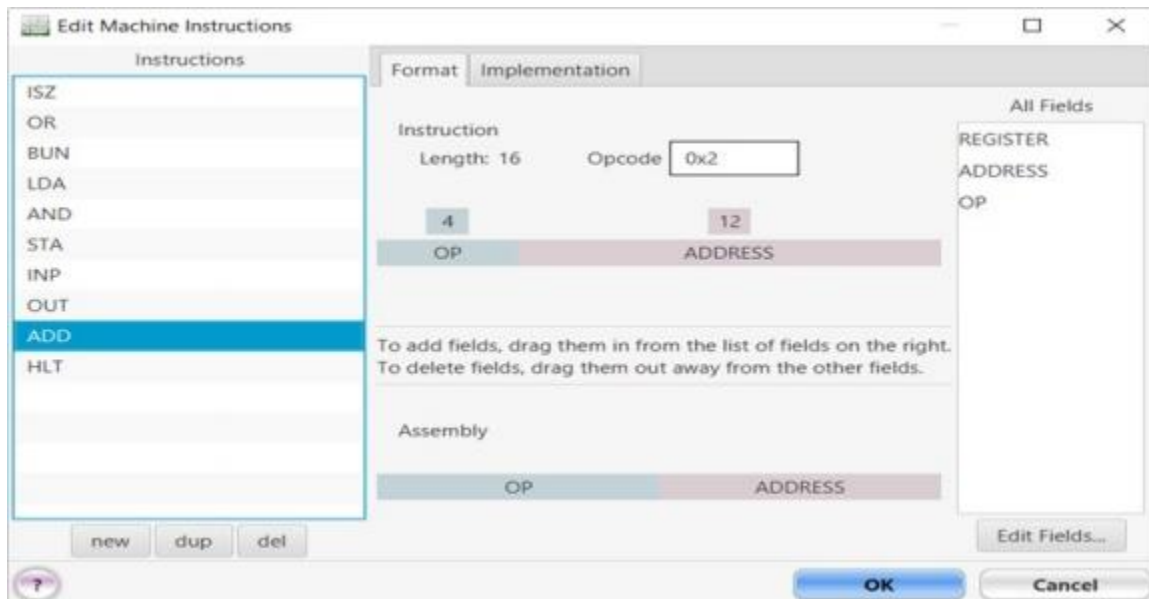 Edit Machine Instructions
Instructions
ISZ
OR
BUN
LDA
AND
STA
INP
OUT
ADD
HLT
new dup del
Format Implementation
Instruction
Length: 16 Opcode 0x2
4 12
OP ADDRESS
To add fields, drag them in from the list of fields on the right.
To delete fields, drag them out away from the other fields.
Assembly
OP ADDRESS
All Fields
REGISTER
ADDRESS
OP
Edit Fields...
?
OK Cancel